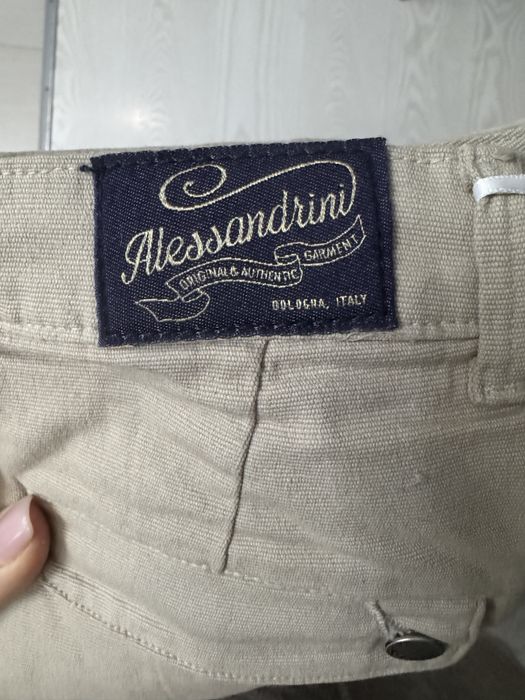 Alessandrini
ORIGINAL & AUTHENTIC GARMENT
BOLOGNA, ITALY